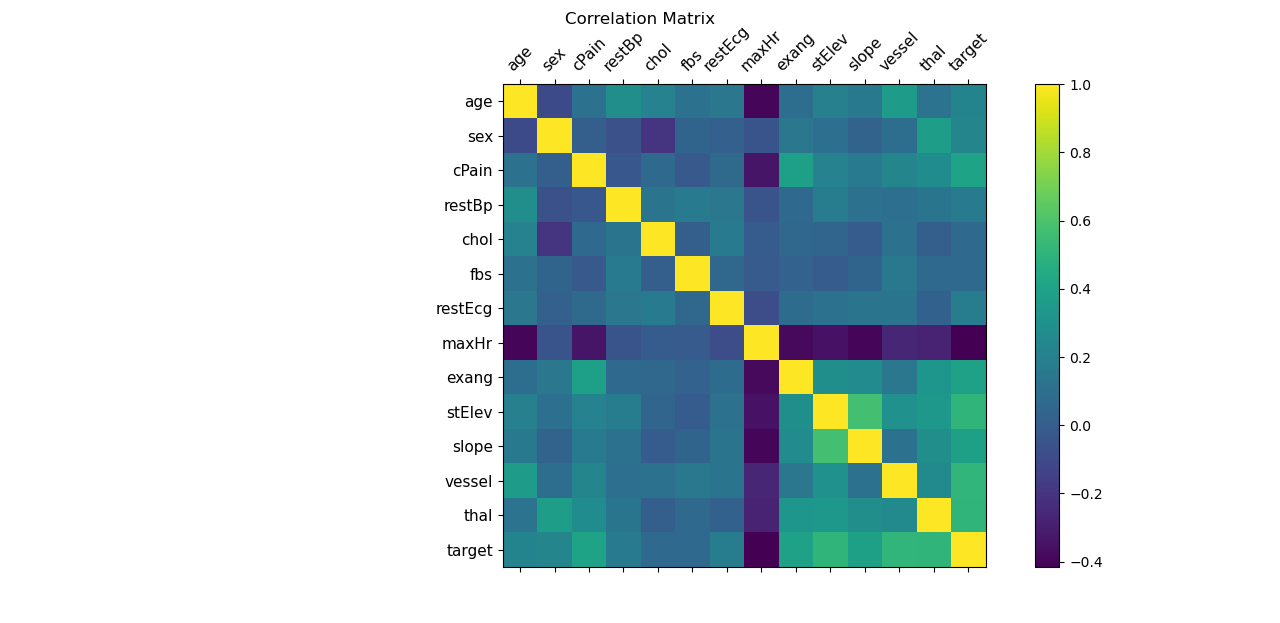 Correlation Matrix
age sex cPain restBp chol fbs restEcg maxHr exang stElev slope vessel thal target
age
sex
cPain
restBp
chol
fbs
restEcg
maxHr
exang
stElev
slope
vessel
thal
target
1.0
0.8
0.6
0.4
0.2
0.0
−0.2
−0.4